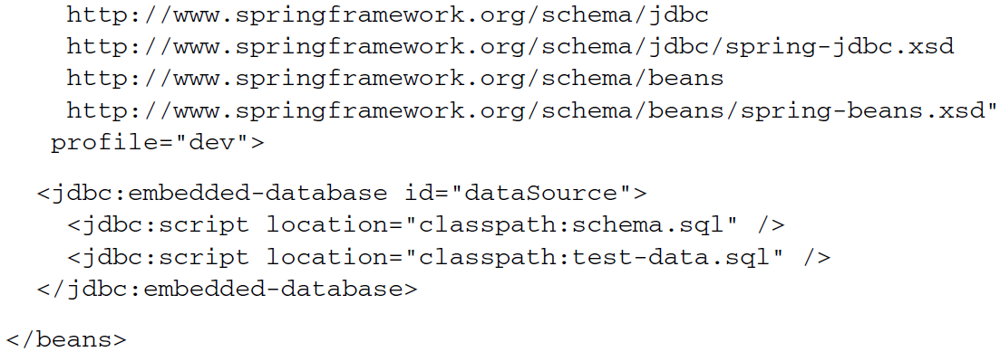 http://www.springframework.org/schema/jdbc
http://www.springframework.org/schema/jdbc/spring-jdbc.xsd
http://www.springframework.org/schema/beans
http://www.springframework.org/schema/beans/spring-beans.xsd"
profile="dev">
<jdbc:embedded-database id="dataSource">
<jdbc:script location="classpath:schema.sql" />
<jdbc:script location="classpath:test-data.sql" />
</jdbc:embedded-database>
</beans>